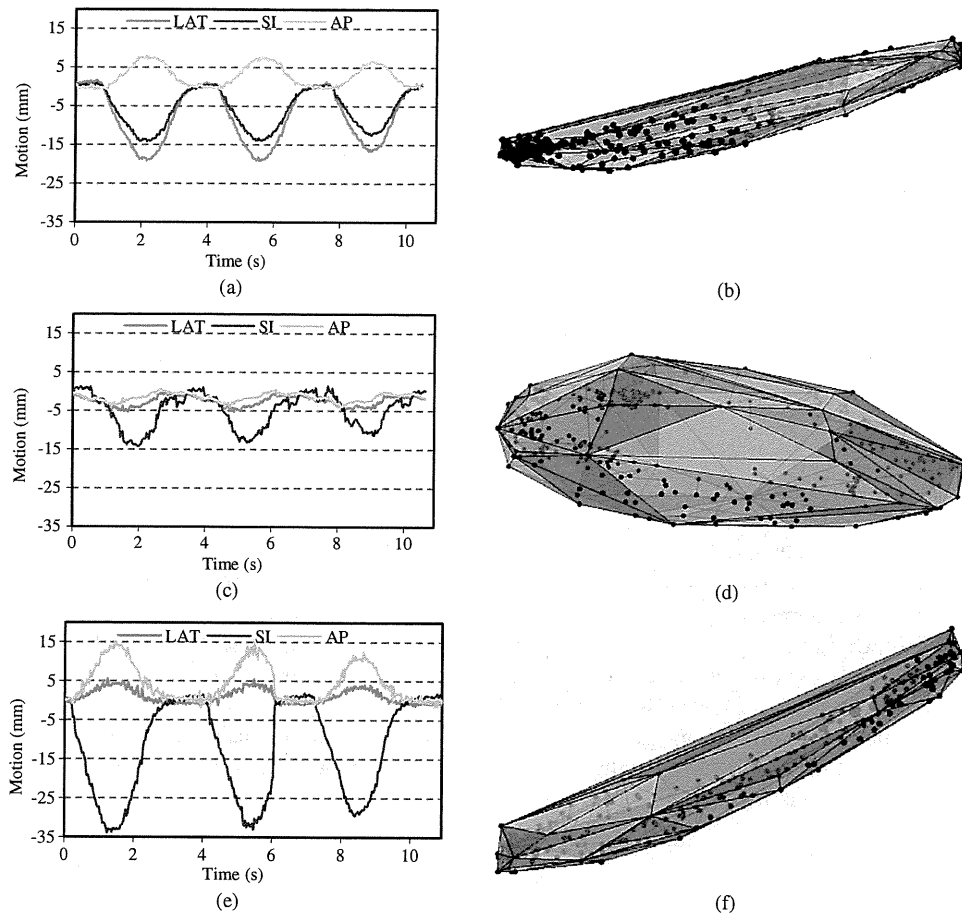 LAT SI AP
15
5
-5
-15
-25
-35
Motion (mm)
0 2 4 6 8 10
Time (s)
(a)
(b)
LAT SI AP
15
5
-5
-15
-25
-35
Motion (mm)
0 2 4 6 8 10
Time (s)
(c)
(d)
LAT SI AP
15
5
-5
-15
-25
-35
Motion (mm)
0 2 4 6 8 10
Time (s)
(e)
(f)